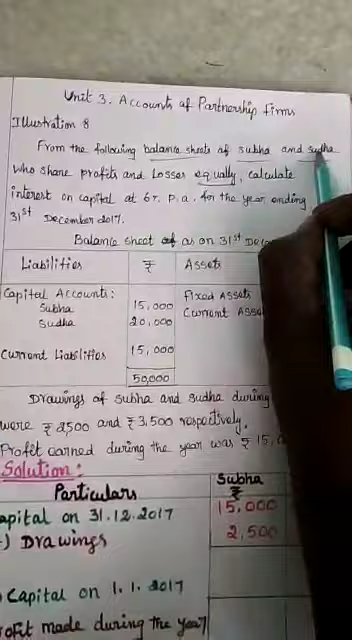 Unit 3. Accounts of Partnership firms
Illustration 8
From the following balance sheets of subha and sudha
who share profits and losses equally, calculate
interest on capital at 6% p.a. for the year ending
31st December 2017.
Balance sheet as on 31st
Liabilities ₹ Assets
Capital Accounts: Fixed Assets
Subha 15,000 Current
Sudha 20,000
Current Liabilities 15,000
50,000
Drawings of subha and sudha during
were ₹ 2,500 and ₹ 3,500 respectively.
Profit earned during the year was ₹
Solution:
Particulars Subha
₹
apital on 31.12.2017 15,000
-) Drawings 2,500
Capital on 1.1.2017
ofit made during the year